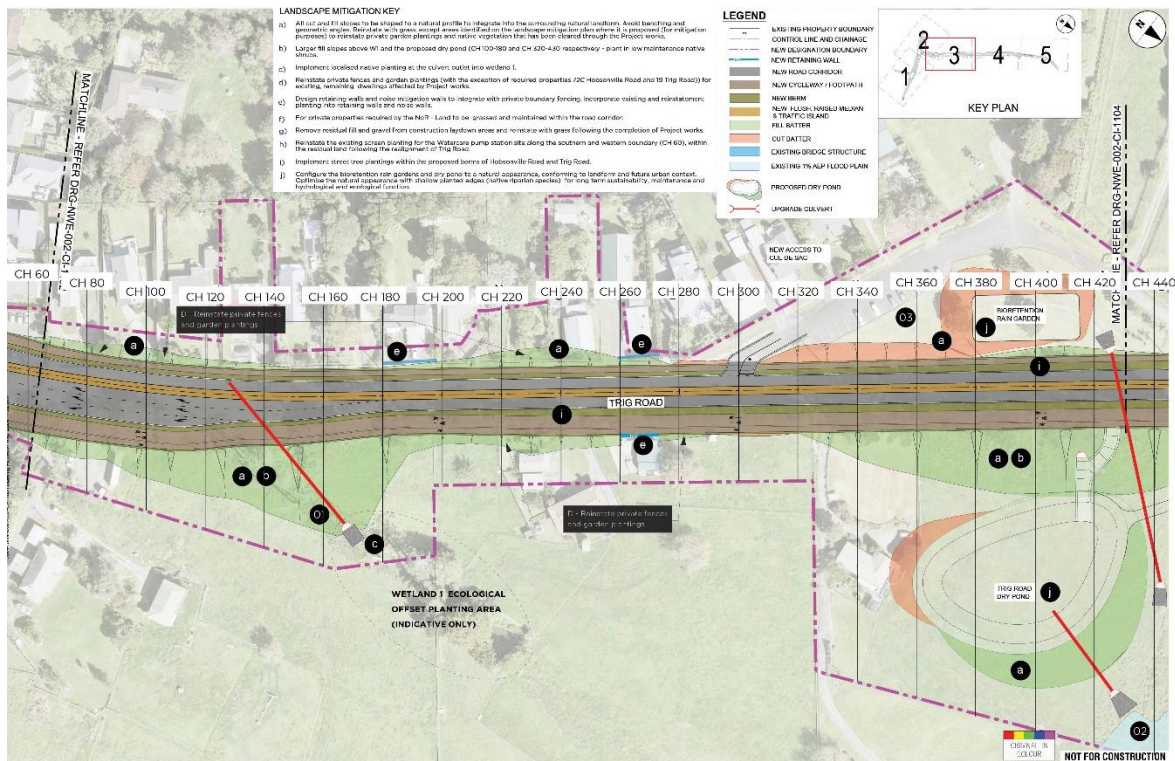 LANDSCAPE MITIGATION KEY
a) All cut and fill slopes to be shaped to a natural profile to integrate into the surrounding natural landform. Avoid benching and
geometric angles. Reinstate with grass, except areas identified on the landscape mitigation plan where it is proposed (for mitigation
purposes) to reinstate private garden plantings and native vegetation that has been cleared through the Project works.
b) Larger fill slopes above W1 and the proposed dry pond (CH 100-180 and CH 320-430 respectively - plant in low maintenance native
shrubs.
c) Implement localised native planting at the culvert outlet into wetland 1.
d) Reinstate private fences and garden plantings (with the exception of required properties 72C Hobsonville Road and 19 Trig Road)) for
existing, remaining dwellings affected by Project works.
e) Design retaining walls and noise mitigation walls to integrate with private boundary fencing. Incorporate existing and reinstatement
planting into retaining walls and noise walls.
f) For private properties required by the NoR - Land to be grassed and maintained within the road corridor.
g) Remove residual fill and gravel from construction laydown areas and reinstate with grass following the completion of Project works.
h) Reinstate the existing screen planting for the Watercare pump station site along the southern and western boundary (CH 60), within
the residual land following the realignment of Trig Road.
i) Implement street tree plantings within the proposed berms of Hobsonville Road and Trig Road.
j) Configure the bioretention rain gardens and dry pond to a natural appearance, conforming to landform and future urban context.
Optimise the natural appearance with shallow planted edges (native riparian species) for long term sustainability, maintenance and
hydrological and ecological function.
LEGEND
EXISTING PROPERTY BOUNDARY
CONTROL LINE AND CHAINAGE
NEW DESIGNATION BOUNDARY
NEW RETAINING WALL
NEW ROAD CORRIDOR
NEW CYCLEWAY / FOOTPATH
NEW BERM
NEW FLUSH, RAISED MEDIAN
& TRAFFIC ISLAND
FILL BATTER
CUT BATTER
EXISTING BRIDGE STRUCTURE
EXISTING 1% AEP FLOOD PLAIN
PROPOSED DRY POND
UPGRADE CULVERT
1
2
3
4
5
KEY PLAN
N
MATCHLINE - REFER DRG-NWE-002-CI-1
MATCHLINE - REFER DRG-NWE-002-CI-1104
NEW ACCESS TO
CUL DE-SAC
CH 60
CH 80
CH 100
CH 120
CH 140
CH 160
CH 180
CH 200
CH 220
CH 240
CH 260
CH 280
CH 300
CH 320
CH 340
CH 360
CH 380
CH 400
CH 420
CH 440
D - Reinstate private fences
and garden plantings
03
BIORETENTION
RAIN GARDEN
j
a
e
a
e
a
i
TRIG ROAD
i
e
a b
a b
01
c
D - Reinstate private fences
and garden plantings
WETLAND 1 ECOLOGICAL
OFFSET PLANTING AREA
(INDICATIVE ONLY)
TRIG ROAD
DRY POND
j
a
02
ORIGINAL IN
COLOUR
NOT FOR CONSTRUCTION